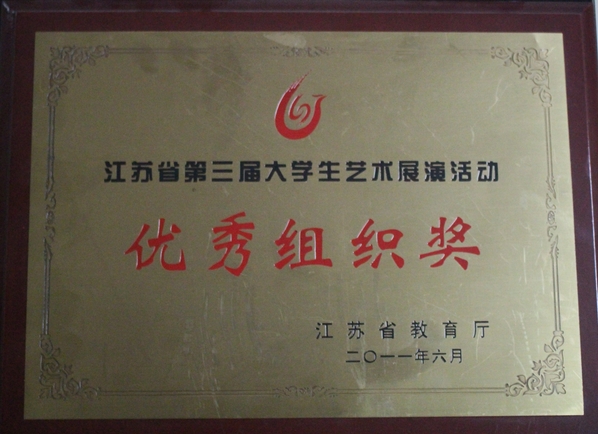 江苏省第三届大学生艺术展演活动
优秀组织奖
江苏省教育厅
二〇一一年六月